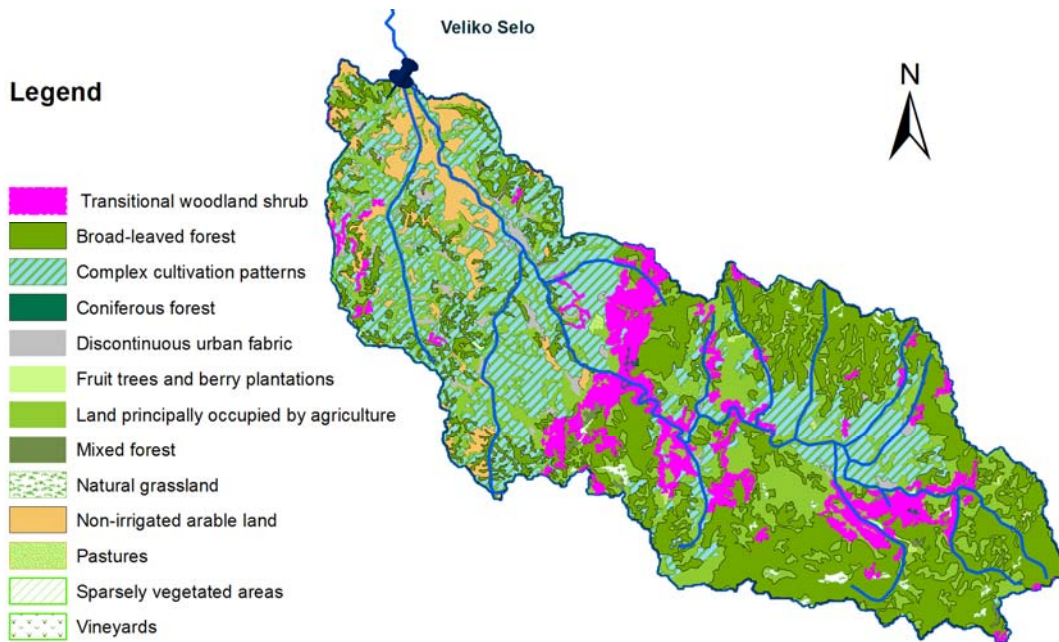 Veliko Selo
N
Legend
Transitional woodland shrub
Broad-leaved forest
Complex cultivation patterns
Coniferous forest
Discontinuous urban fabric
Fruit trees and berry plantations
Land principally occupied by agriculture
Mixed forest
Natural grassland
Non-irrigated arable land
Pastures
Sparsely vegetated areas
Vineyards